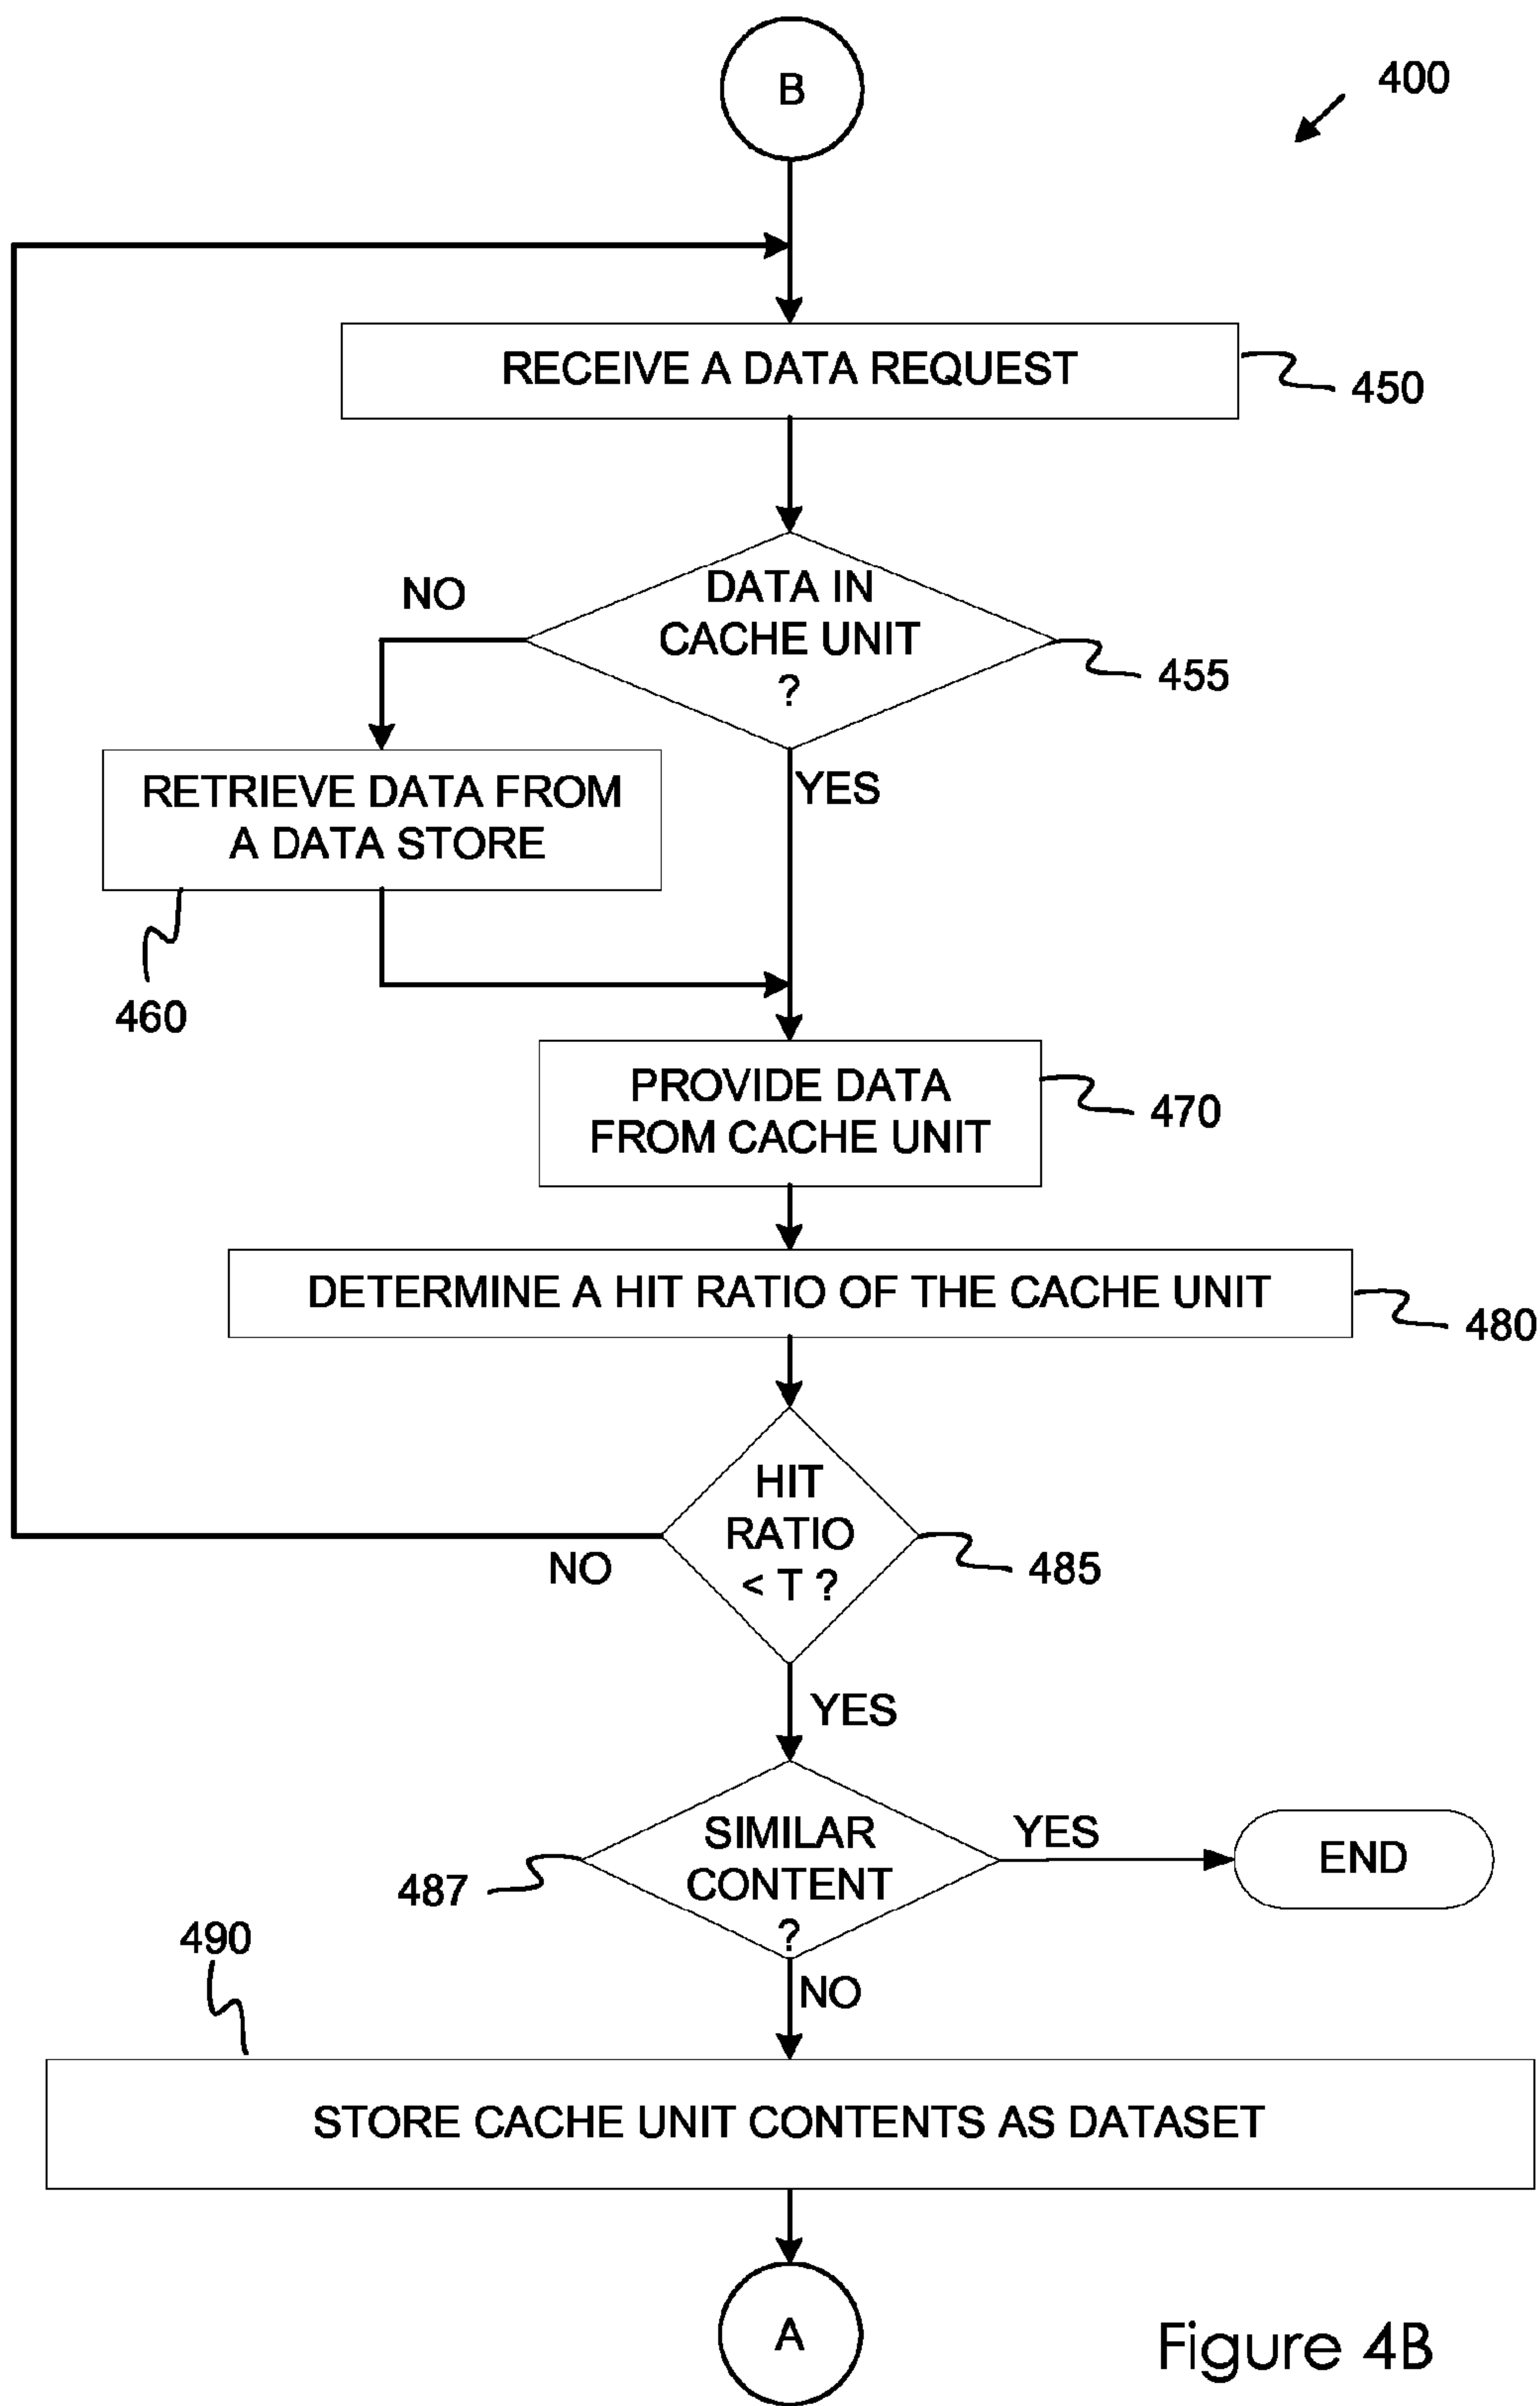 B
400
RECEIVE A DATA REQUEST
450
NO
DATA IN
CACHE UNIT
?
455
RETRIEVE DATA FROM
A DATA STORE
YES
460
PROVIDE DATA
FROM CACHE UNIT
470
DETERMINE A HIT RATIO OF THE CACHE UNIT
480
HIT
RATIO
< T ?
NO
485
YES
SIMILAR
CONTENT
?
YES
END
487
490
NO
STORE CACHE UNIT CONTENTS AS DATASET
A
Figure 4B